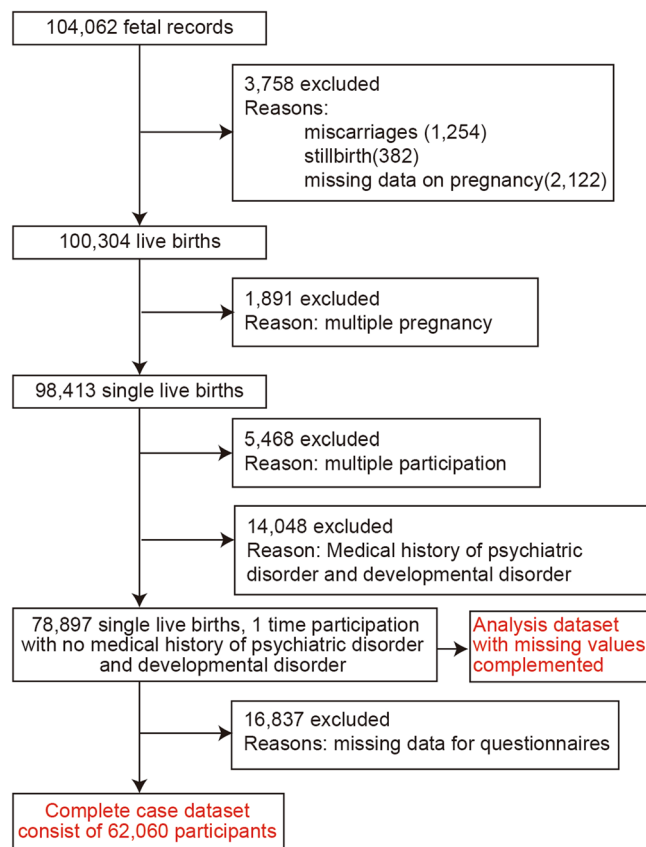 104,062 fetal records
3,758 excluded
Reasons:
miscarriages (1,254)
stillbirth(382)
missing data on pregnancy(2,122)
100,304 live births
1,891 excluded
Reason: multiple pregnancy
98,413 single live births
5,468 excluded
Reason: multiple participation
14,048 excluded
Reason: Medical history of psychiatric
disorder and developmental disorder
78,897 single live births, 1 time participation
with no medical history of psychiatric disorder
and developmental disorder
Analysis dataset
with missing values
complemented
16,837 excluded
Reasons: missing data for questionnaires
Complete case dataset
consist of 62,060 participants